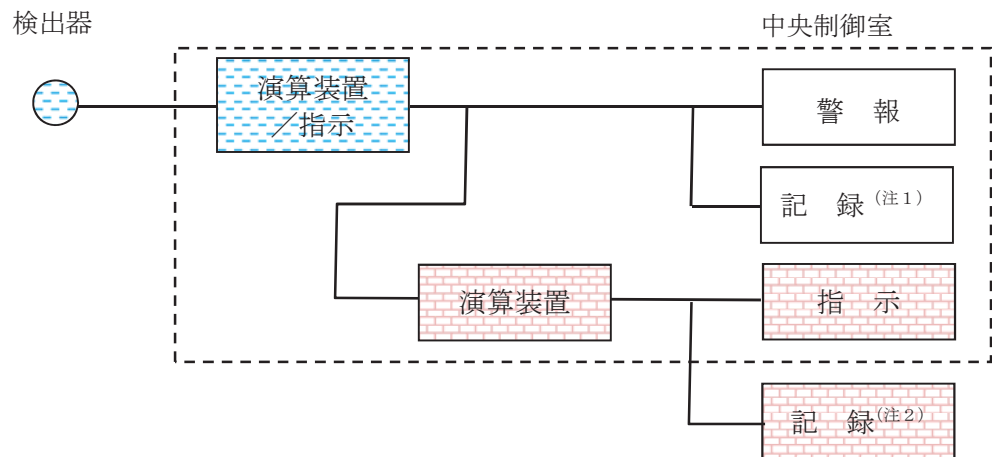 検出器
中央制御室
演算装置
／指示
警　報
記　録（注１）
演算装置
指　示
記　録（注２）